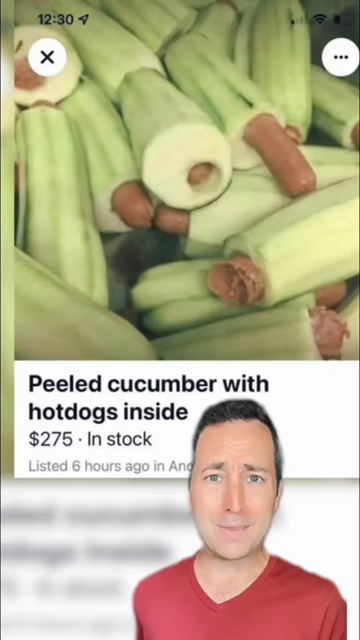 12:30
Peeled cucumber with
hotdogs inside
$275 · In stock
Listed 6 hours ago in